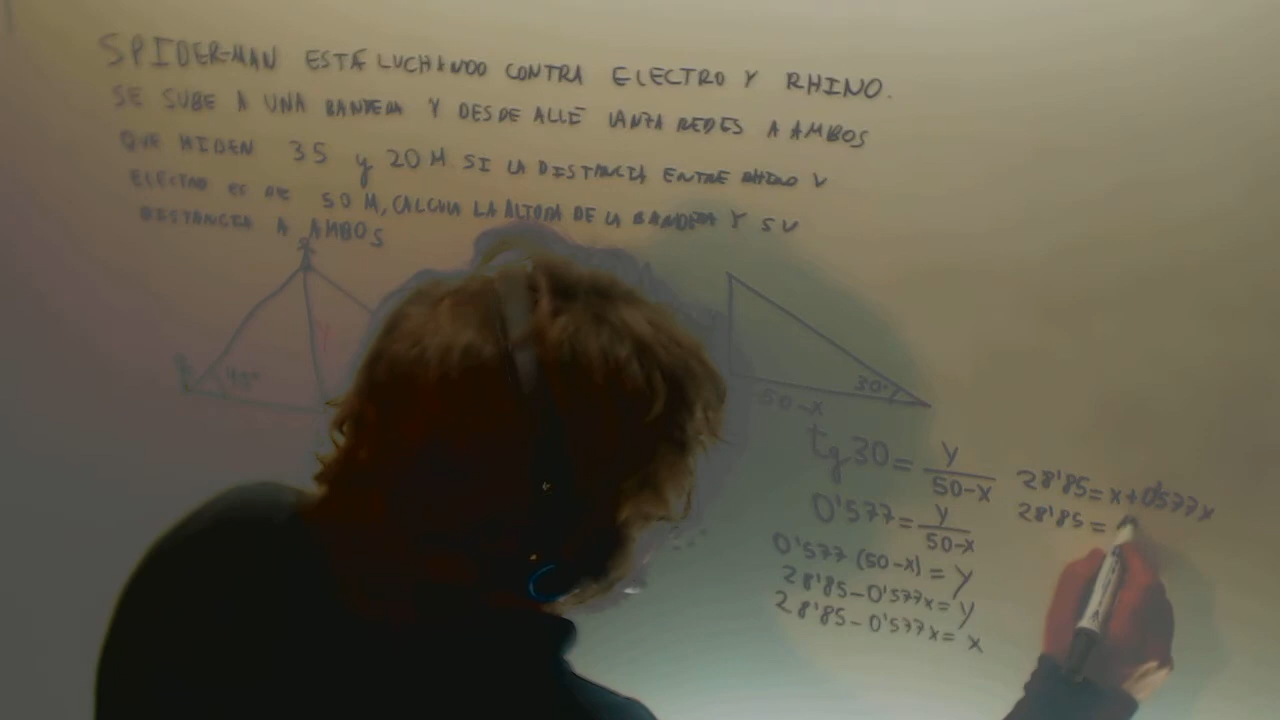 SPIDER-MAN ESTÁ LUCHANDO CONTRA ELECTRO Y RHINO.
SE SUBE A UNA BANDERA Y DESDE ALLÍ LANZA REDES A AMBOS
QUE MIDEN 35 y 20 M SI LA DISTANCIA ENTRE RHINO Y
ELECTRO ES DE 50 M, CALCULA LA ALTURA DE LA BANDERA Y SU
DISTANCIA A AMBOS
45°
Y
30°
50-X
tg30 = Y / 50-X
0'577 = Y / 50-X
0'577 (50-X) = Y
28'85-0'577X = Y
28'85-0'577X = X
28'85 = X+0'577X
28'85 =